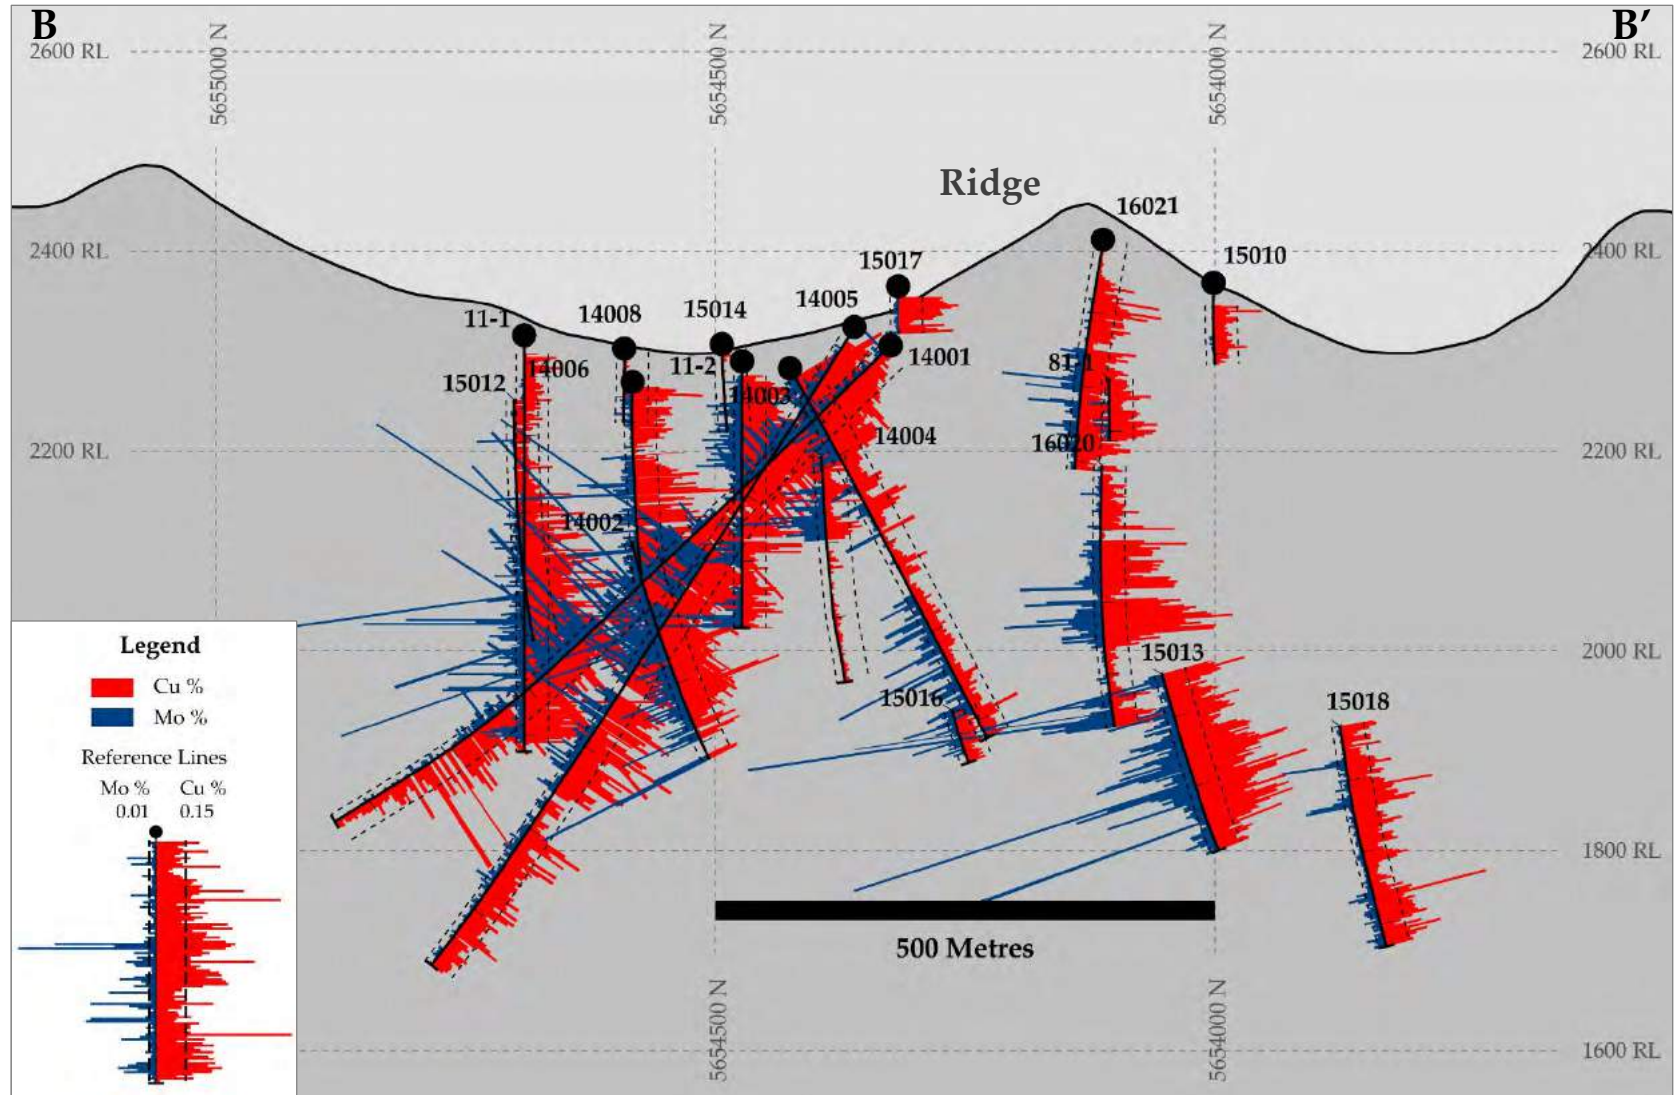 B
B′
2600 RL
2600 RL
5655000 N
5654500 N
5654000 N
Ridge
16021
2400 RL
2400 RL
15017
15010
14005
15014
14008
11-1
14001
11-2
14006
81-1
15012
14003
14004
16020
2200 RL
2200 RL
14002
2000 RL
15013
15016
15018
1800 RL
500 Metres
1600 RL
5654500 N
5654000 N
Legend
Cu %
Mo %
Reference Lines
Mo % Cu %
0.01 0.15